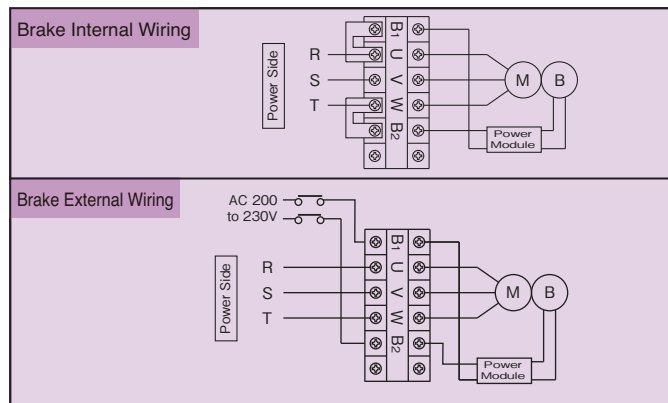 Brake Internal Wiring
Power Side
R
S
T
B1
U
V
W
B2
M
B
Power
Module
Brake External Wiring
AC 200
to 230V
Power Side
R
S
T
B1
U
V
W
B2
M
B
Power
Module